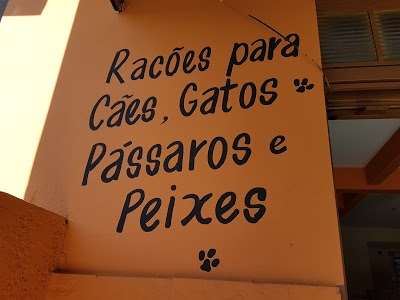 Racões para
Cães, Gatos
Pássaros e
Peixes